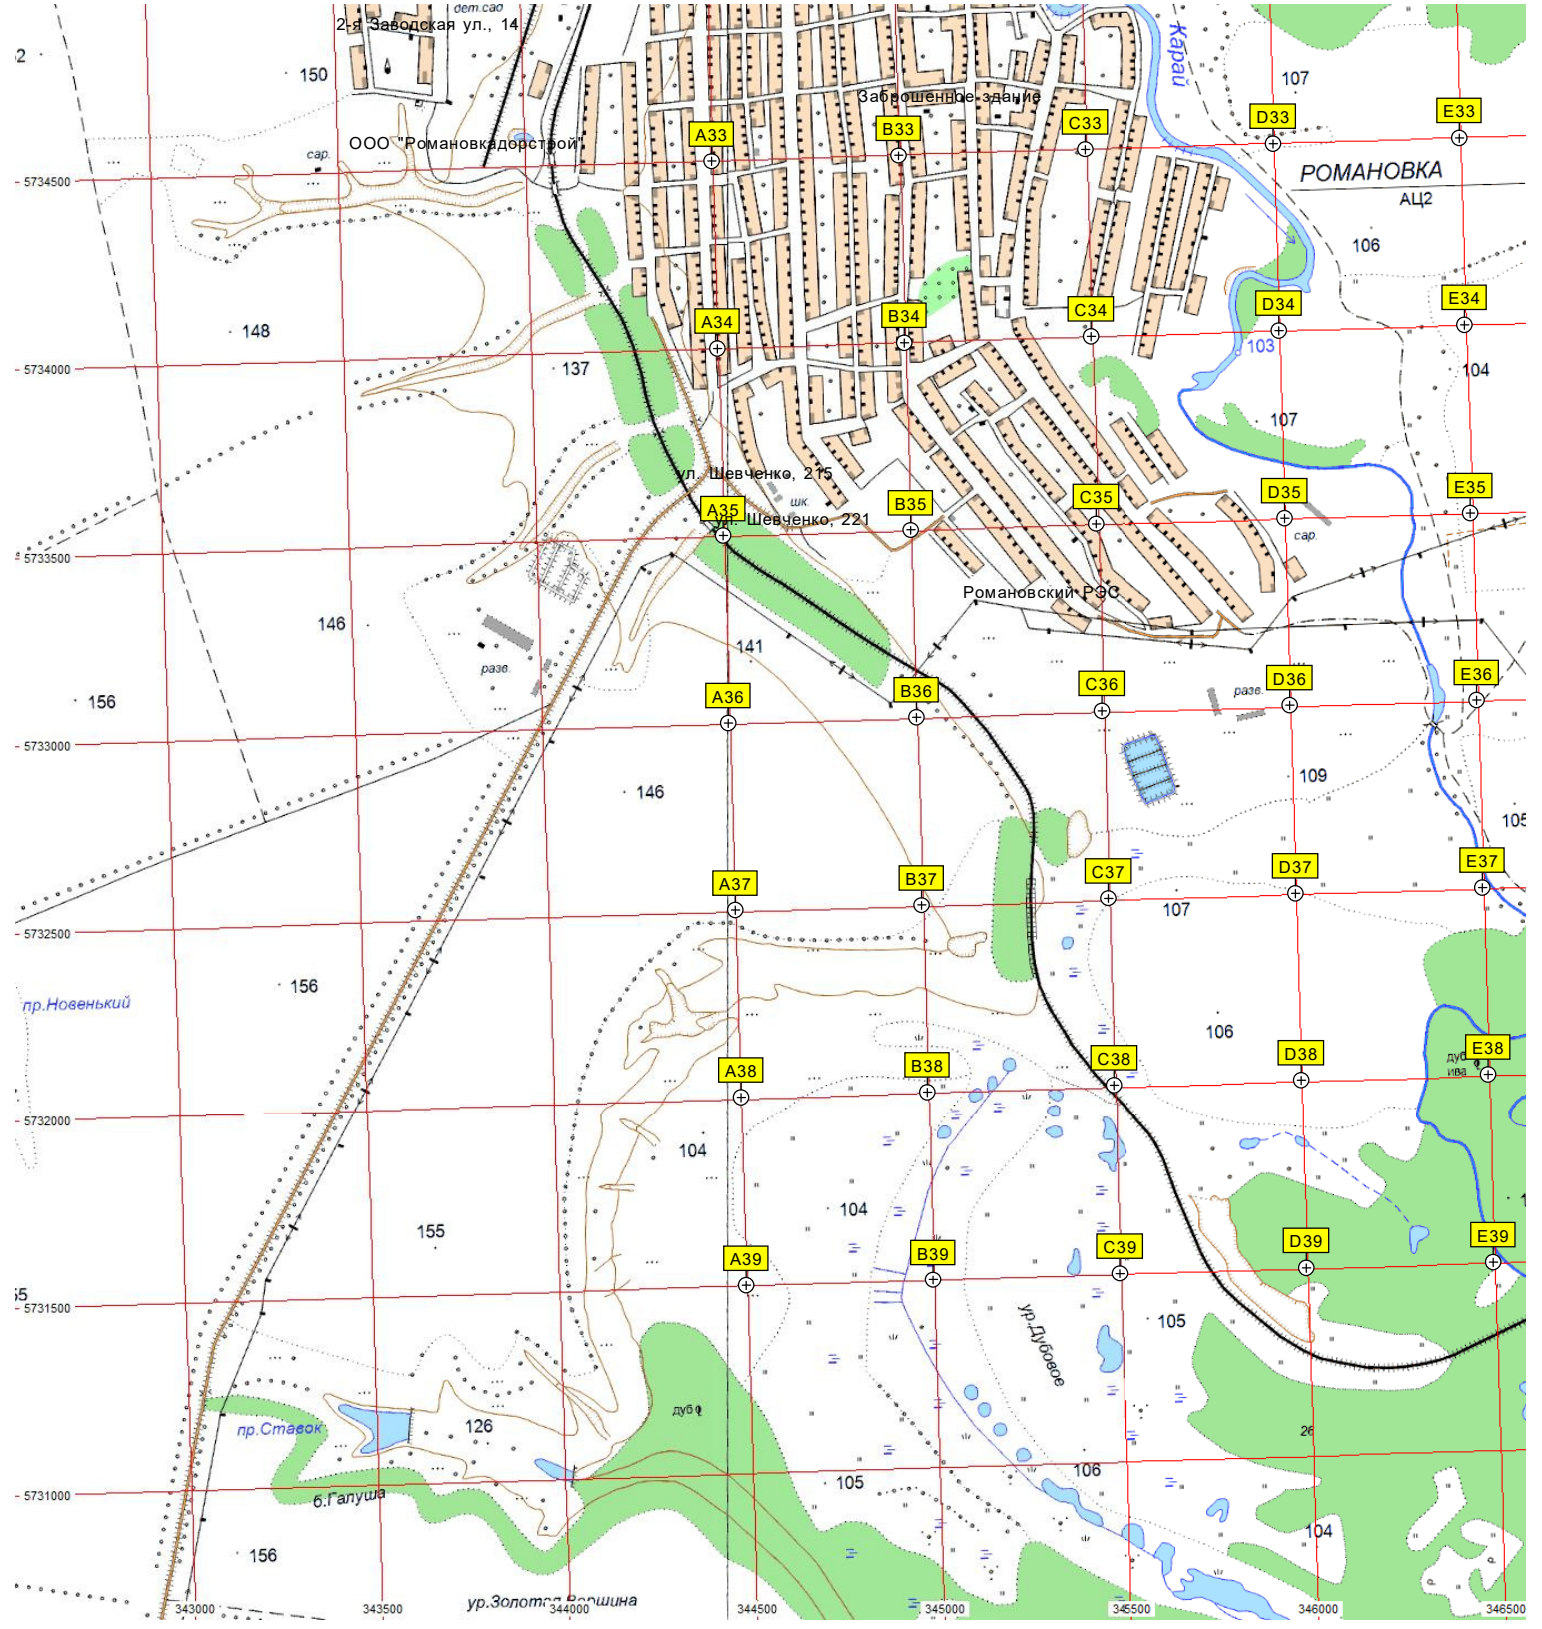 дет.сад
2-я Заводская ул., 14
Карай
150
107
Заброшенное здание
A33
B33
C33
D33
E33
ООО "Романовкадорстрой"
сар.
5734500
РОМАНОВКА
АЦ2
106
A34
B34
C34
D34
E34
148
137
103
104
5734000
107
ул. Шевченко, 215
шк.
A35
B35
C35
D35
E35
ул. Шевченко, 221
сар.
5733500
Романовский РЭС
146
141
разв.
156
A36
B36
C36
D36
E36
разв.
5733000
109
146
105
A37
B37
C37
D37
E37
107
5732500
156
пр.Новенький
106
A38
B38
C38
D38
E38
ива
5732000
104
104
155
A39
B39
C39
D39
E39
5731500
105
ур.Дубовое
дуб
126
пр.Ставок
26
105
106
5731000
б.Галуша
104
156
ур.Золотая Вершина
343000
343500
344000
344500
345000
345500
346000
346500